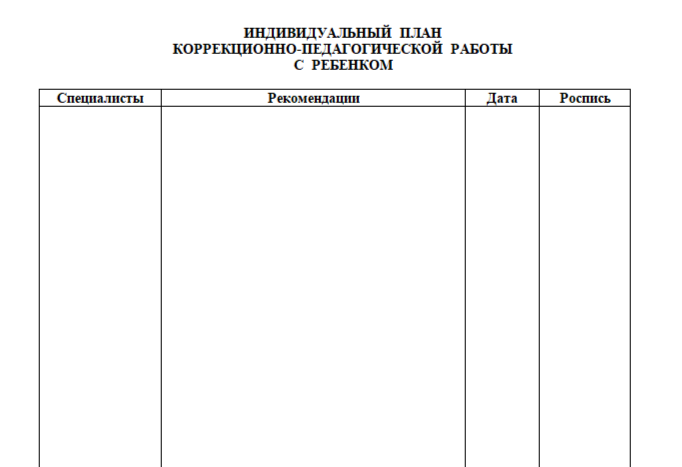 ИНДИВИДУАЛЬНЫЙ ПЛАН
КОРРЕКЦИОННО-ПЕДАГОГИЧЕСКОЙ РАБОТЫ
С РЕБЕНКОМ
Специалисты Рекомендации Дата Роспись